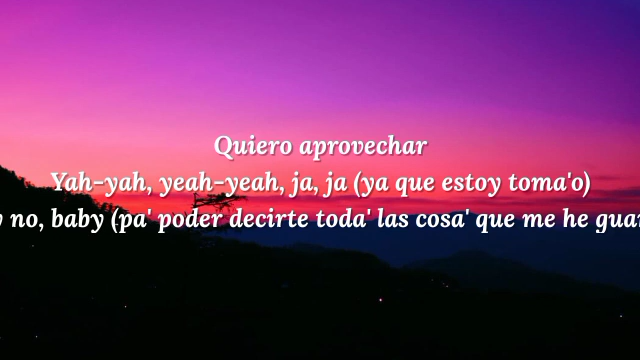 Quiero aprovechar
Yah-yah, yeah-yeah, ja, ja (ya que estoy toma'o)
no, baby (pa' poder decirte toda' las cosa' que me he